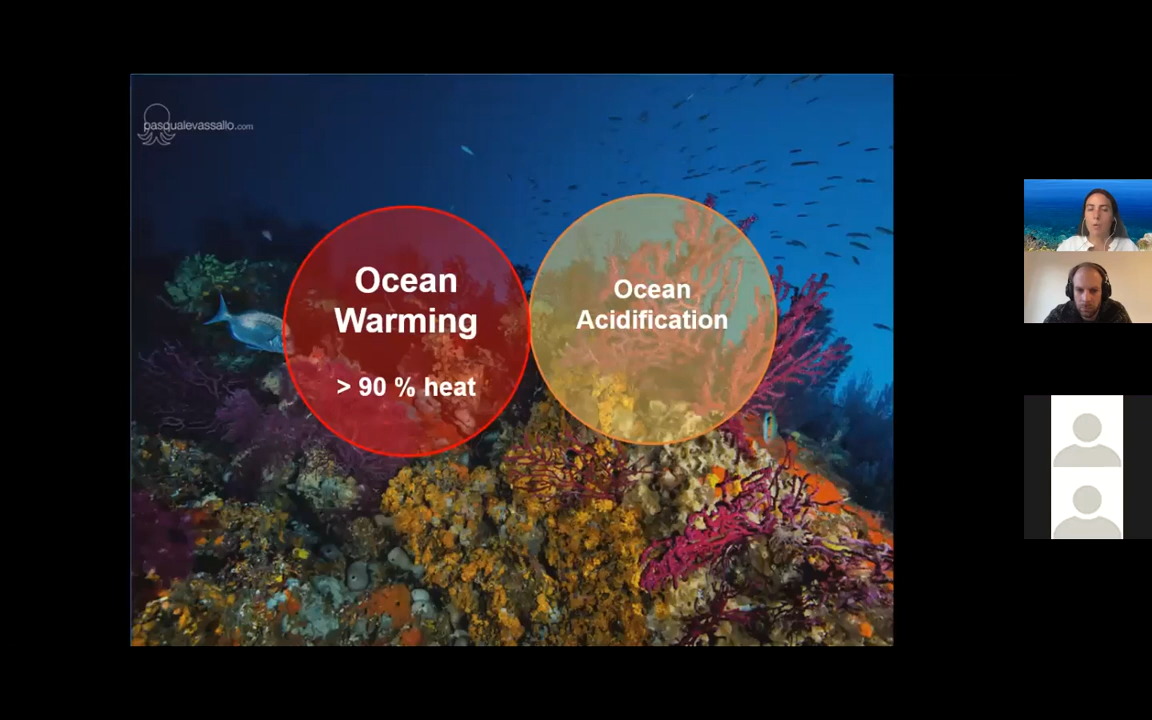 pasqualevassallo.com
Ocean
Warming
> 90 % heat
Ocean
Acidification